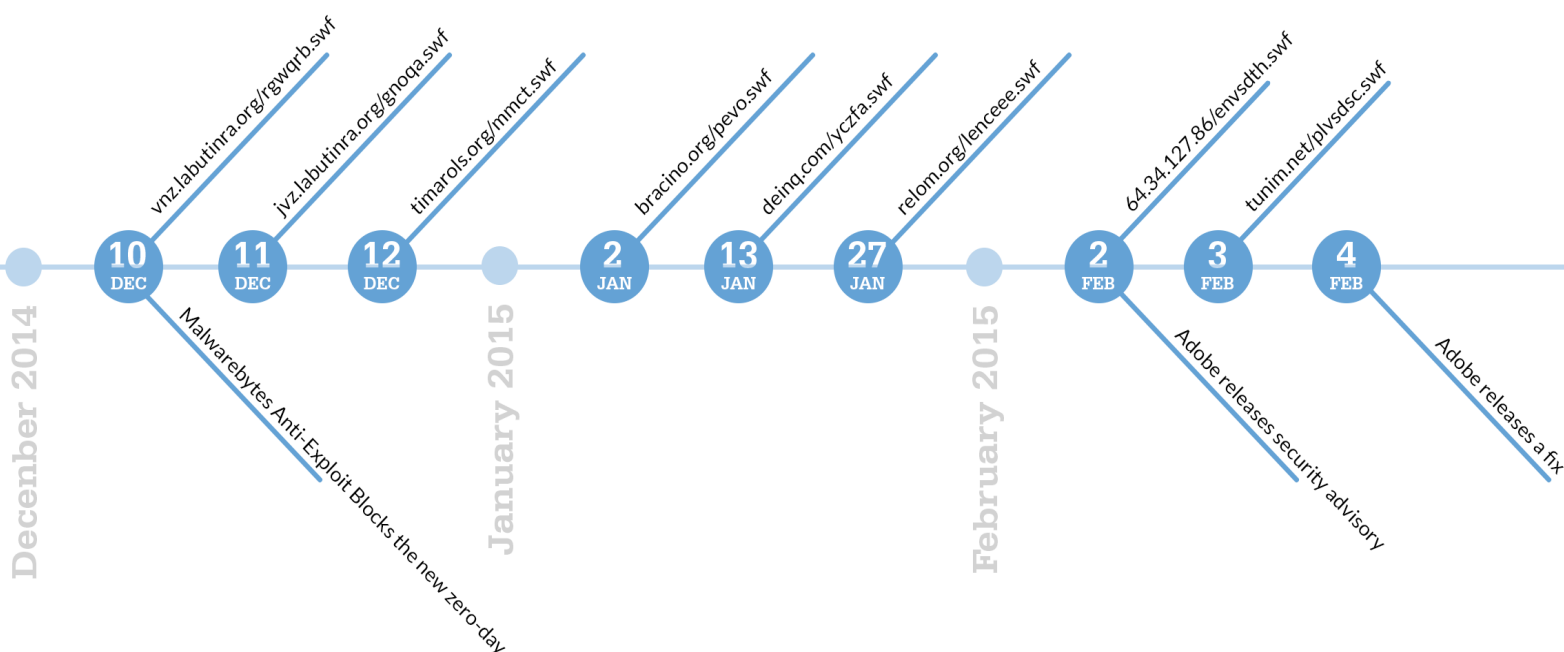 December 2014
10
DEC
vnz.labutinra.org/rgwqrb.swf
Malwarebytes Anti-Exploit Blocks the new zero-day
11
DEC
jvz.labutinra.org/gnoqa.swf
12
DEC
timarols.org/mmct.swf
January 2015
2
JAN
bracino.org/pevo.swf
13
JAN
deinq.com/yczfa.swf
27
JAN
relom.org/lenceee.swf
February 2015
2
FEB
64.34.127.86/envsdth.swf
Adobe releases security advisory
3
FEB
tunim.net/plvsdsc.swf
4
FEB
Adobe releases a fix